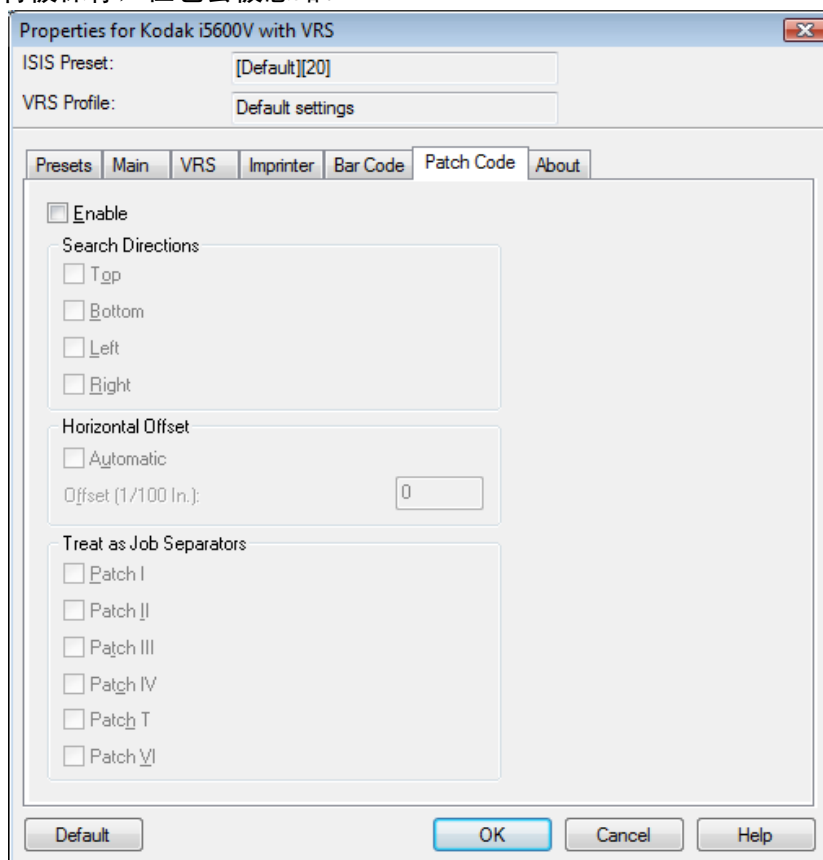 Properties for Kodak i5600V with VRS
ISIS Preset: [Default][20]
VRS Profile: Default settings
Presets Main VRS Imprinter Bar Code Patch Code About
Enable
Search Directions
Top
Bottom
Left
Right
Horizontal Offset
Automatic
Offset (1/100 In.): 0
Treat as Job Separators
Patch I
Patch II
Patch III
Patch IV
Patch T
Patch VI
Default OK Cancel Help